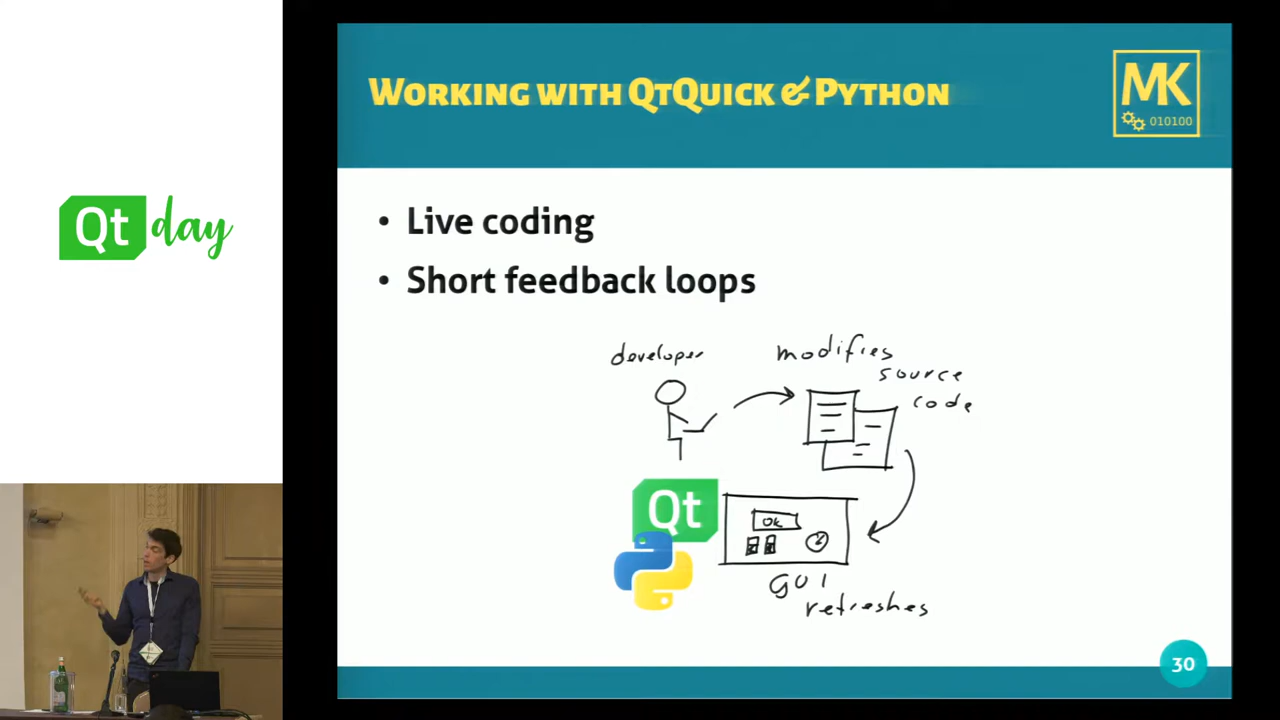 Qt day
WORKING WITH QTQUICK & PYTHON
MK
010100
• Live coding
• Short feedback loops
developer
modifies
source
code
Qt
OK
GUI
refreshes
30